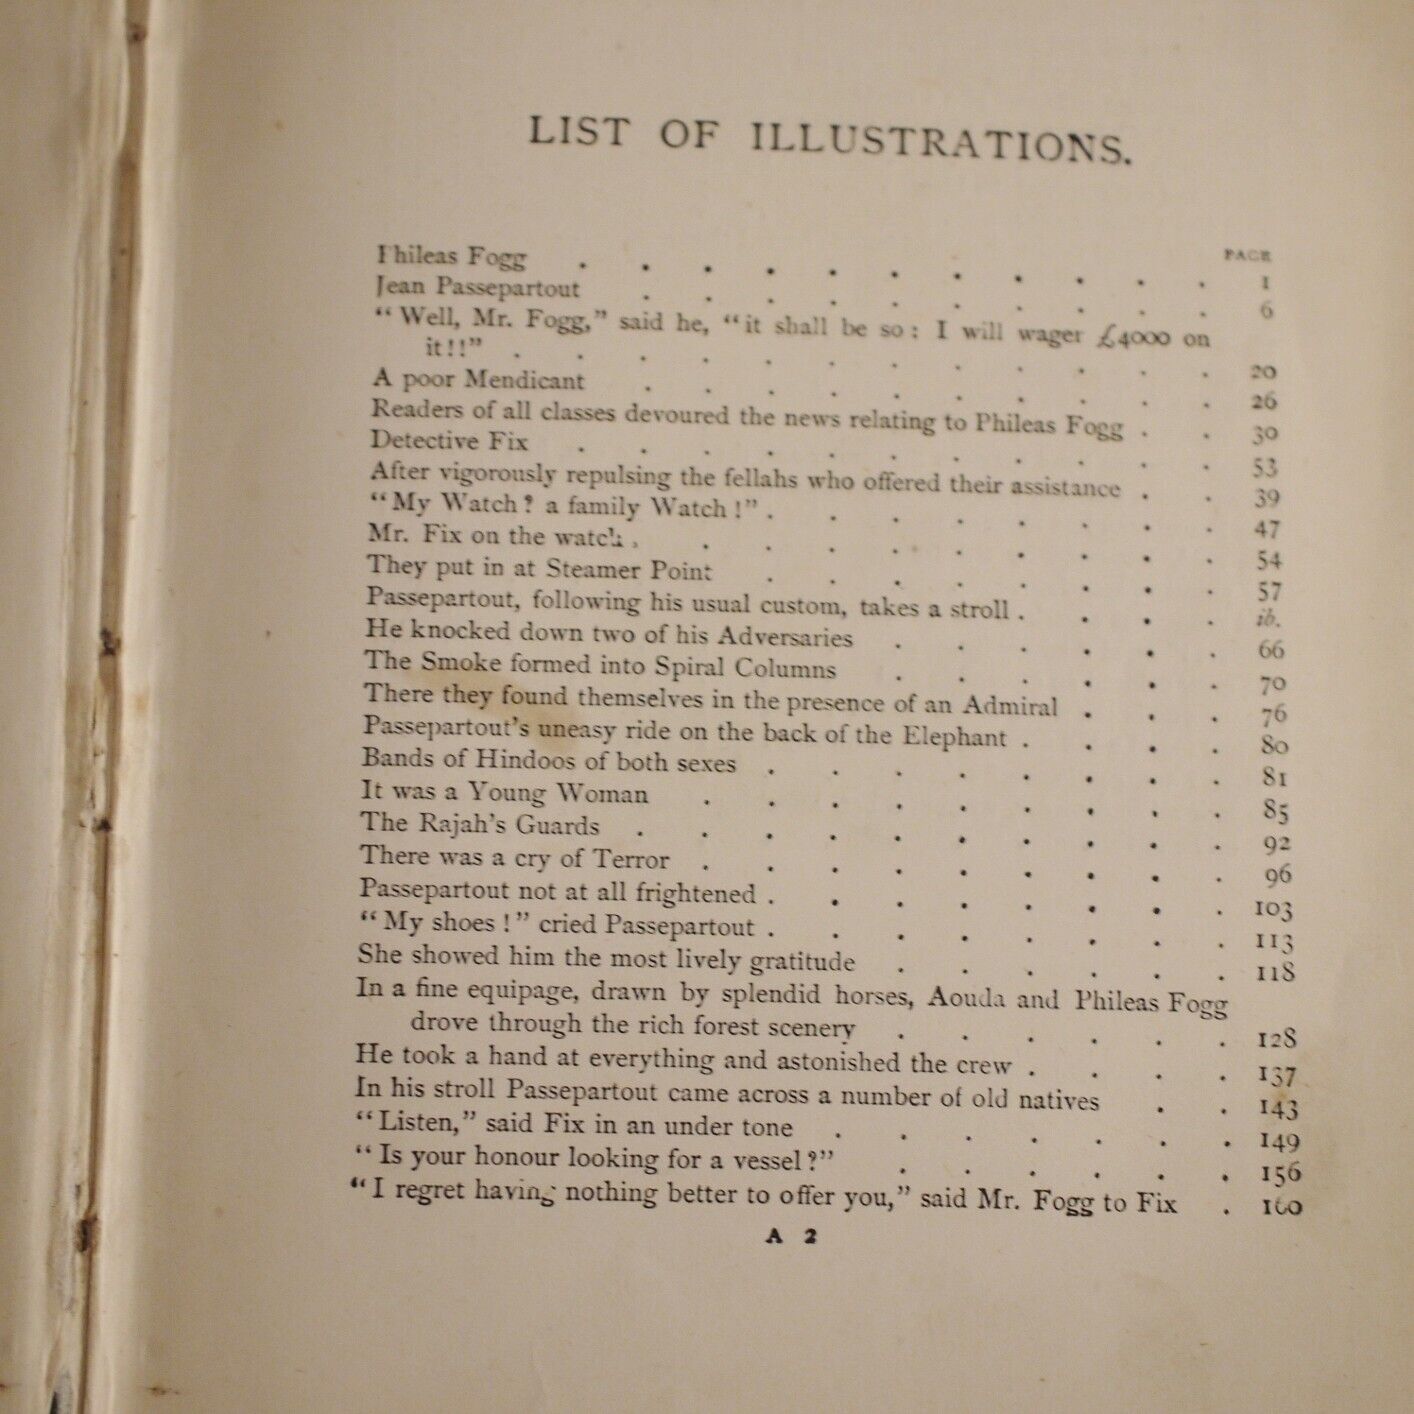 LIST OF ILLUSTRATIONS.
PAGE
Phileas Fogg . . . . . . . . . . . 1
Jean Passepartout . . . . . . . . . . 6
“Well, Mr. Fogg,” said he, “it shall be so: I will wager £4000 on
it!!” . . . . . . . . . . . . 20
A poor Mendicant . . . . . . . . . . 26
Readers of all classes devoured the news relating to Phileas Fogg . . 30
Detective Fix . . . . . . . . . . . 53
After vigorously repulsing the fellahs who offered their assistance . . 39
“My Watch? a family Watch!” . . . . . . . . 47
Mr. Fix on the watch . . . . . . . . . . 54
They put in at Steamer Point . . . . . . . . 57
Passepartout, following his usual custom, takes a stroll . . . . ib.
He knocked down two of his Adversaries . . . . . . 66
The Smoke formed into Spiral Columns . . . . . . 70
There they found themselves in the presence of an Admiral . . . 76
Passepartout’s uneasy ride on the back of the Elephant . . . . 80
Bands of Hindoos of both sexes . . . . . . . . 81
It was a Young Woman . . . . . . . . . 85
The Rajah’s Guards . . . . . . . . . . 92
There was a cry of Terror . . . . . . . . . 96
Passepartout not at all frightened . . . . . . . . 103
“My shoes!” cried Passepartout . . . . . . . . 113
She showed him the most lively gratitude . . . . . . 118
In a fine equipage, drawn by splendid horses, Aouda and Phileas Fogg
drove through the rich forest scenery . . . . . . 128
He took a hand at everything and astonished the crew . . . . 137
In his stroll Passepartout came across a number of old natives . . 143
“Listen,” said Fix in an under tone . . . . . . . 149
“Is your honour looking for a vessel?” . . . . . . 156
“I regret having nothing better to offer you,” said Mr. Fogg to Fix . 160
A 2